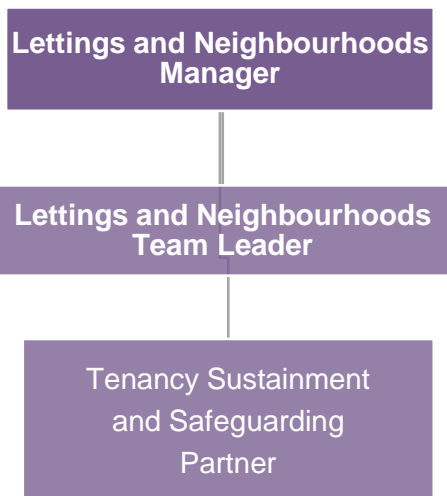 Lettings and Neighbourhoods
Manager
Lettings and Neighbourhoods
Team Leader
Tenancy Sustainment
and Safeguarding
Partner